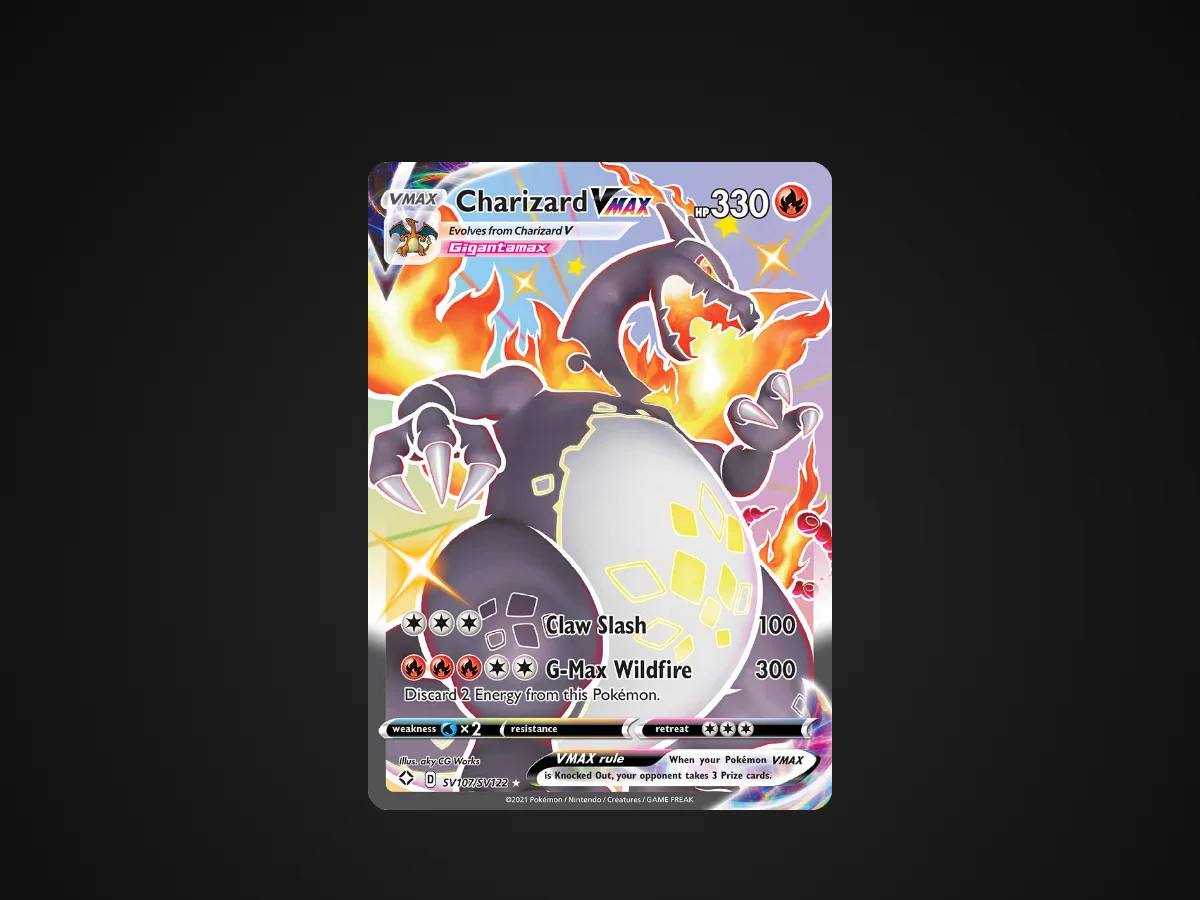 VMAX Charizard VMAX HP 330
Evolves from Charizard V
Gigantamax
Claw Slash 100
G-Max Wildfire 300
Discard 2 Energy from this Pokémon.
weakness ×2 resistance retreat
Illus. aky CG Works
D SV107/SV122 ★
VMAX rule When your Pokémon VMAX
is Knocked Out, your opponent takes 3 Prize cards.
©2021 Pokémon / Nintendo / Creatures / GAME FREAK